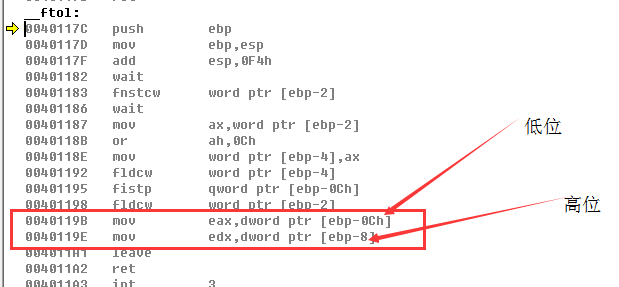 __ftol:
0040117C push ebp
0040117D mov ebp,esp
0040117F add esp,0F4h
00401182 wait
00401183 fnstcw word ptr [ebp-2]
00401186 wait
00401187 mov ax,word ptr [ebp-2]
0040118B or ah,0Ch
0040118E mov word ptr [ebp-4],ax
00401192 fldcw word ptr [ebp-4]
00401195 fistp qword ptr [ebp-0Ch]
00401198 fldcw word ptr [ebp-2]
0040119B mov eax,dword ptr [ebp-0Ch]
0040119E mov edx,dword ptr [ebp-8]
004011A1 leave
004011A2 ret
004011A3 int 3
低位
高位